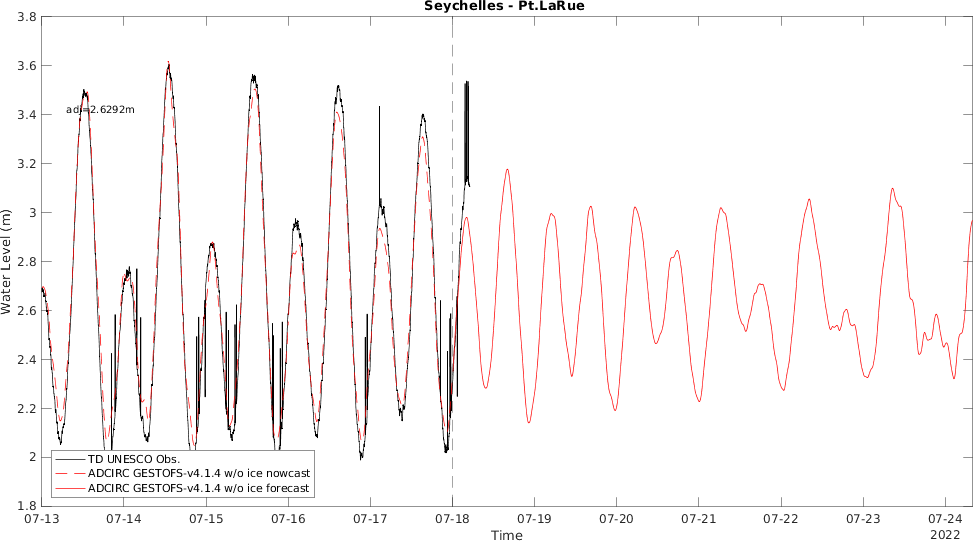 Seychelles - Pt.LaRue
3.8
3.6
adj=2.6292m
3.4
3.2
3
2.8
2.6
2.4
2.2
2
1.8
Water Level (m)
TD UNESCO Obs.
ADCIRC GESTOFS-v4.1.4 w/o ice nowcast
ADCIRC GESTOFS-v4.1.4 w/o ice forecast
07-13 07-14 07-15 07-16 07-17 07-18 07-19 07-20 07-21 07-22 07-23 07-24
Time
2022